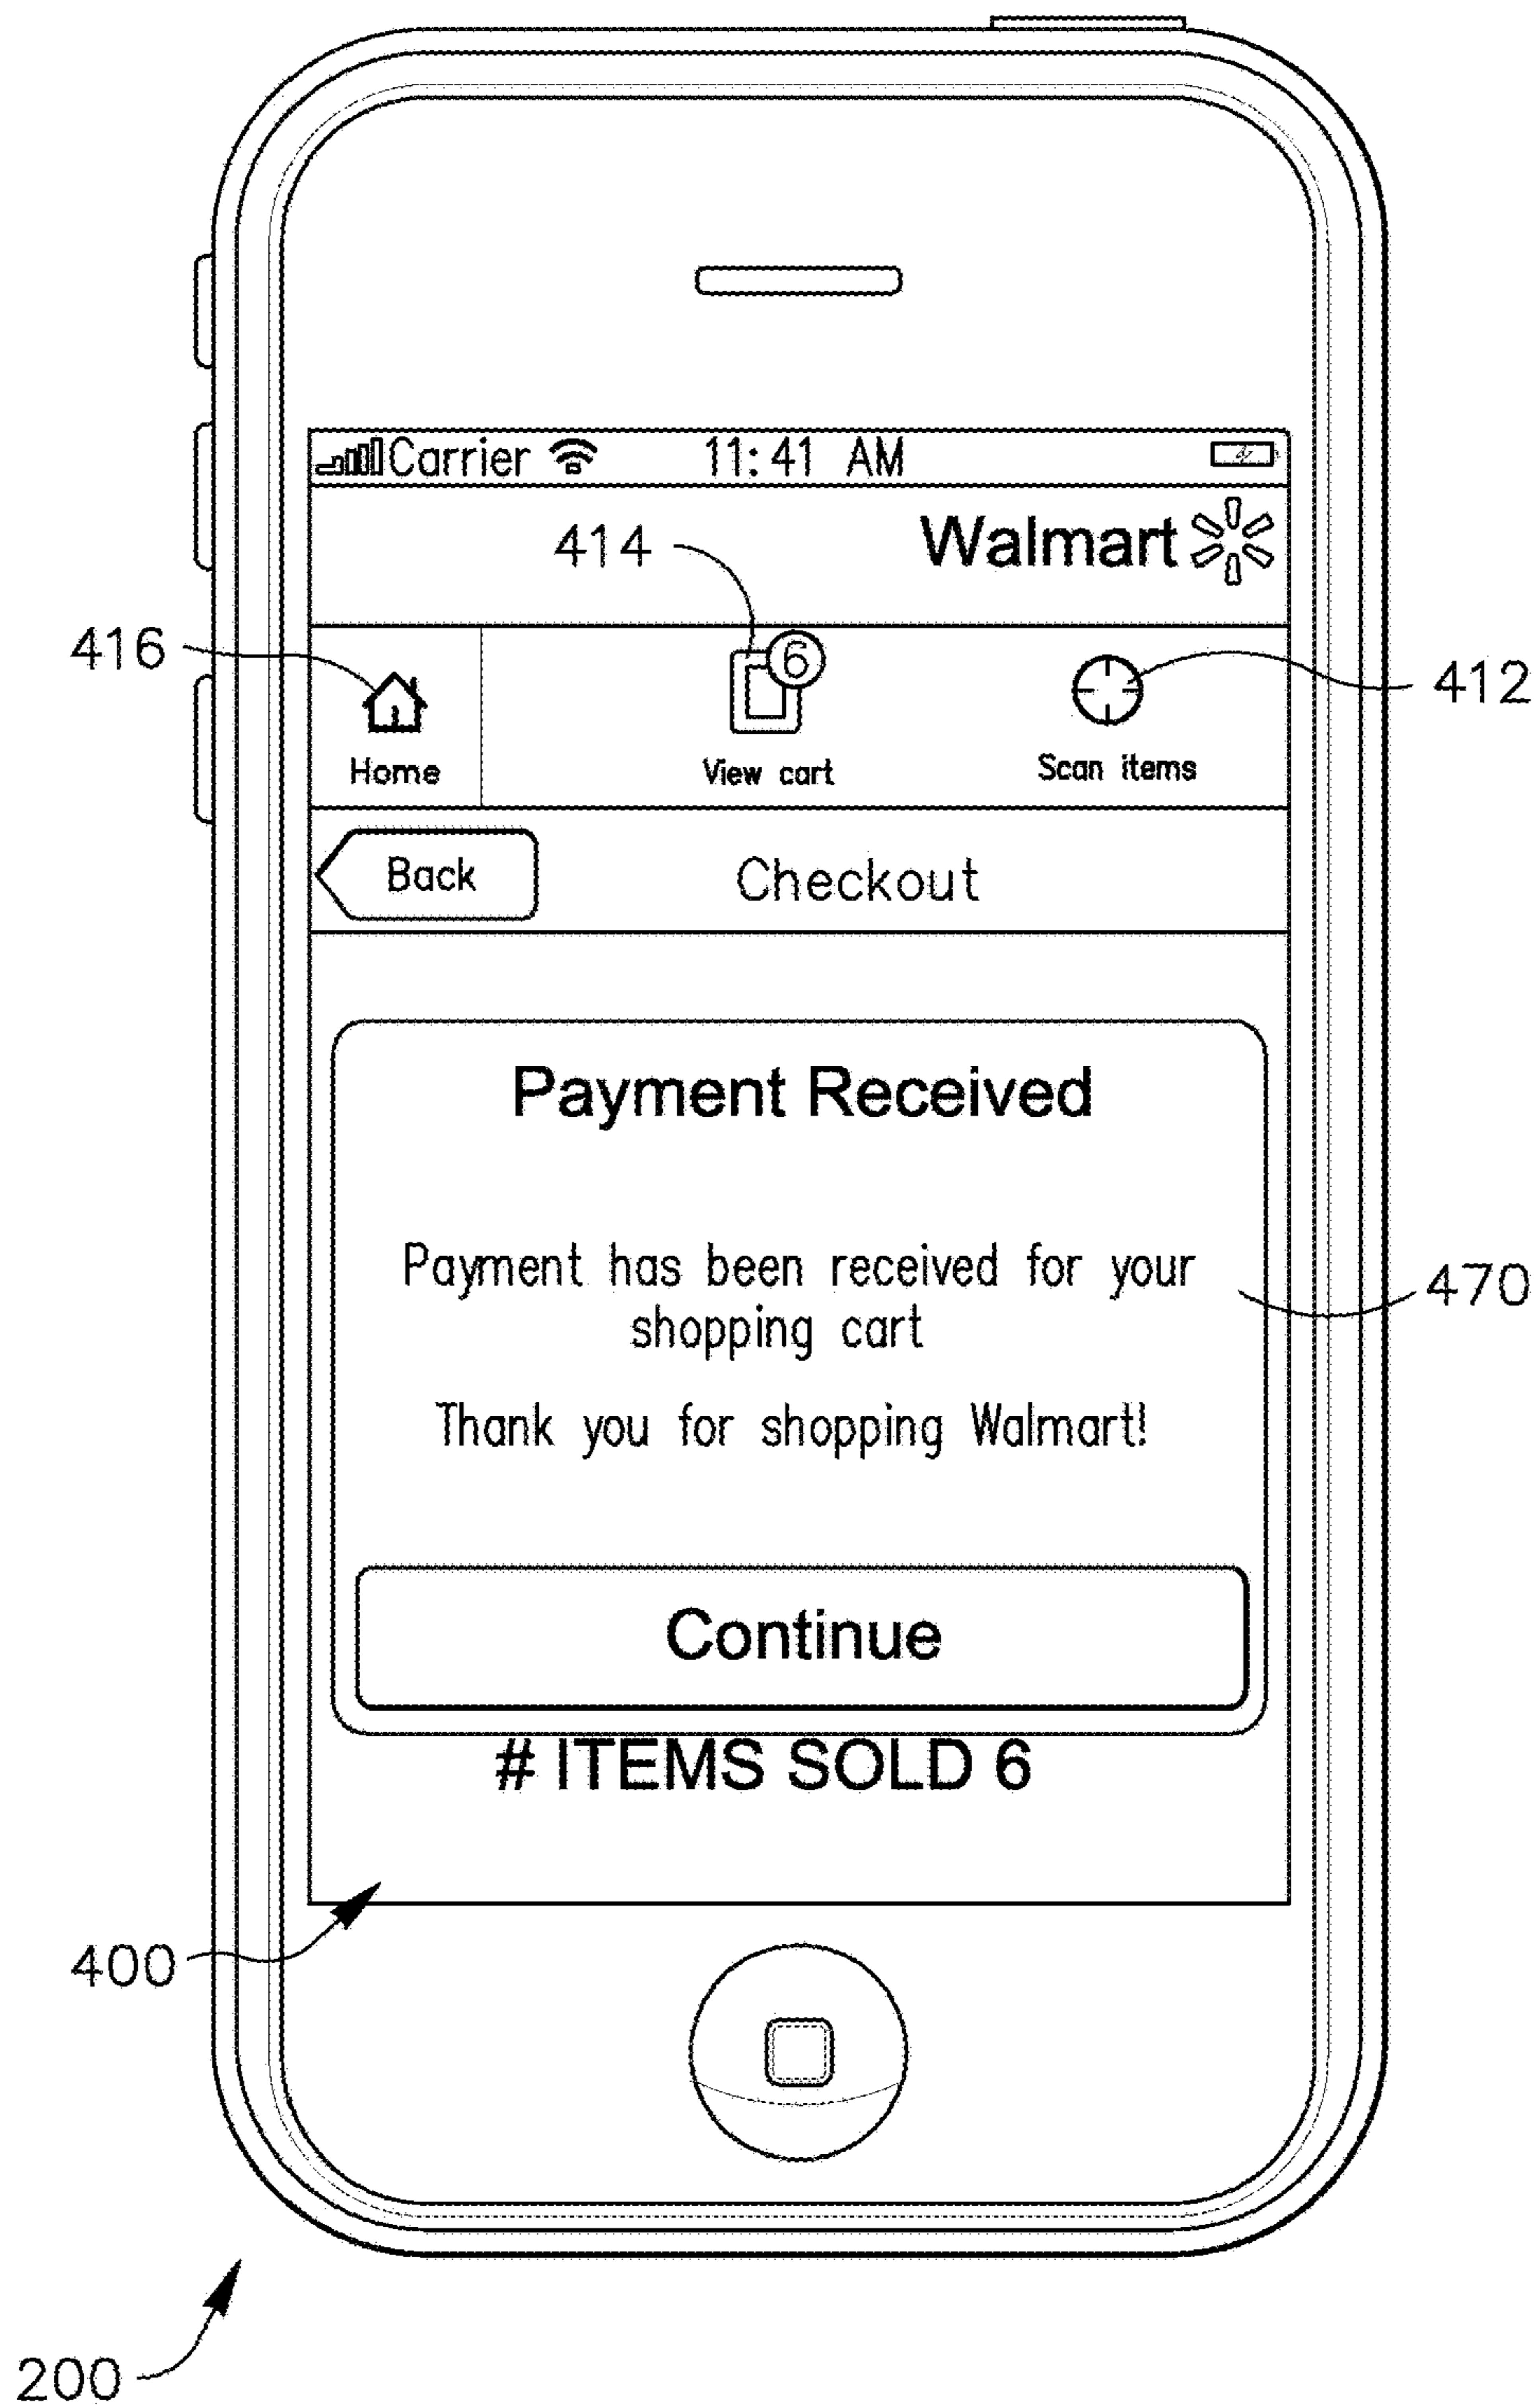 Carrier 11:41 AM
414 Walmart
416 6 412
Home View cart Scan items
Back Checkout
Payment Received
Payment has been received for your
shopping cart
470
Thank you for shopping Walmart!
Continue
# ITEMS SOLD 6
400
200